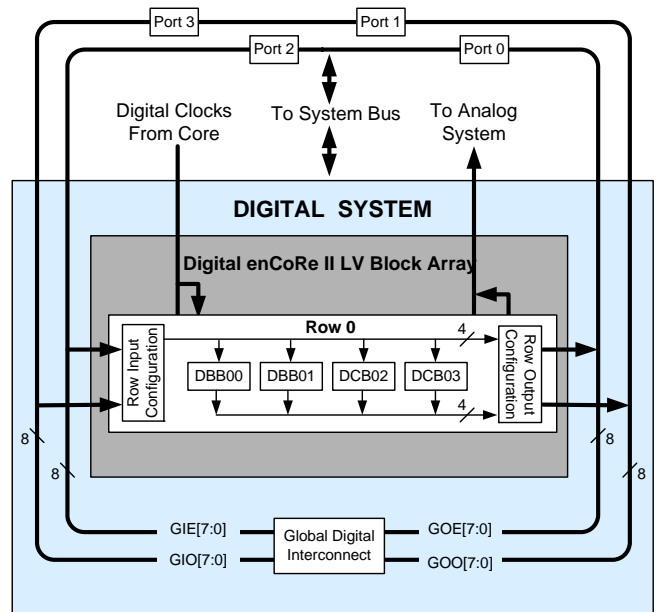 Port 3
Port 1
Port 2
Port 0
Digital Clocks
From Core
To System Bus
To Analog
System
DIGITAL SYSTEM
Digital enCoRe II LV Block Array
Row 0
4
Row Input
Configuration
DBB00
DBB01
DCB02
DCB03
4
Row Output
Configuration
8
8
8
8
GIE[7:0]
GIO[7:0]
Global Digital
Interconnect
GOE[7:0]
GOO[7:0]